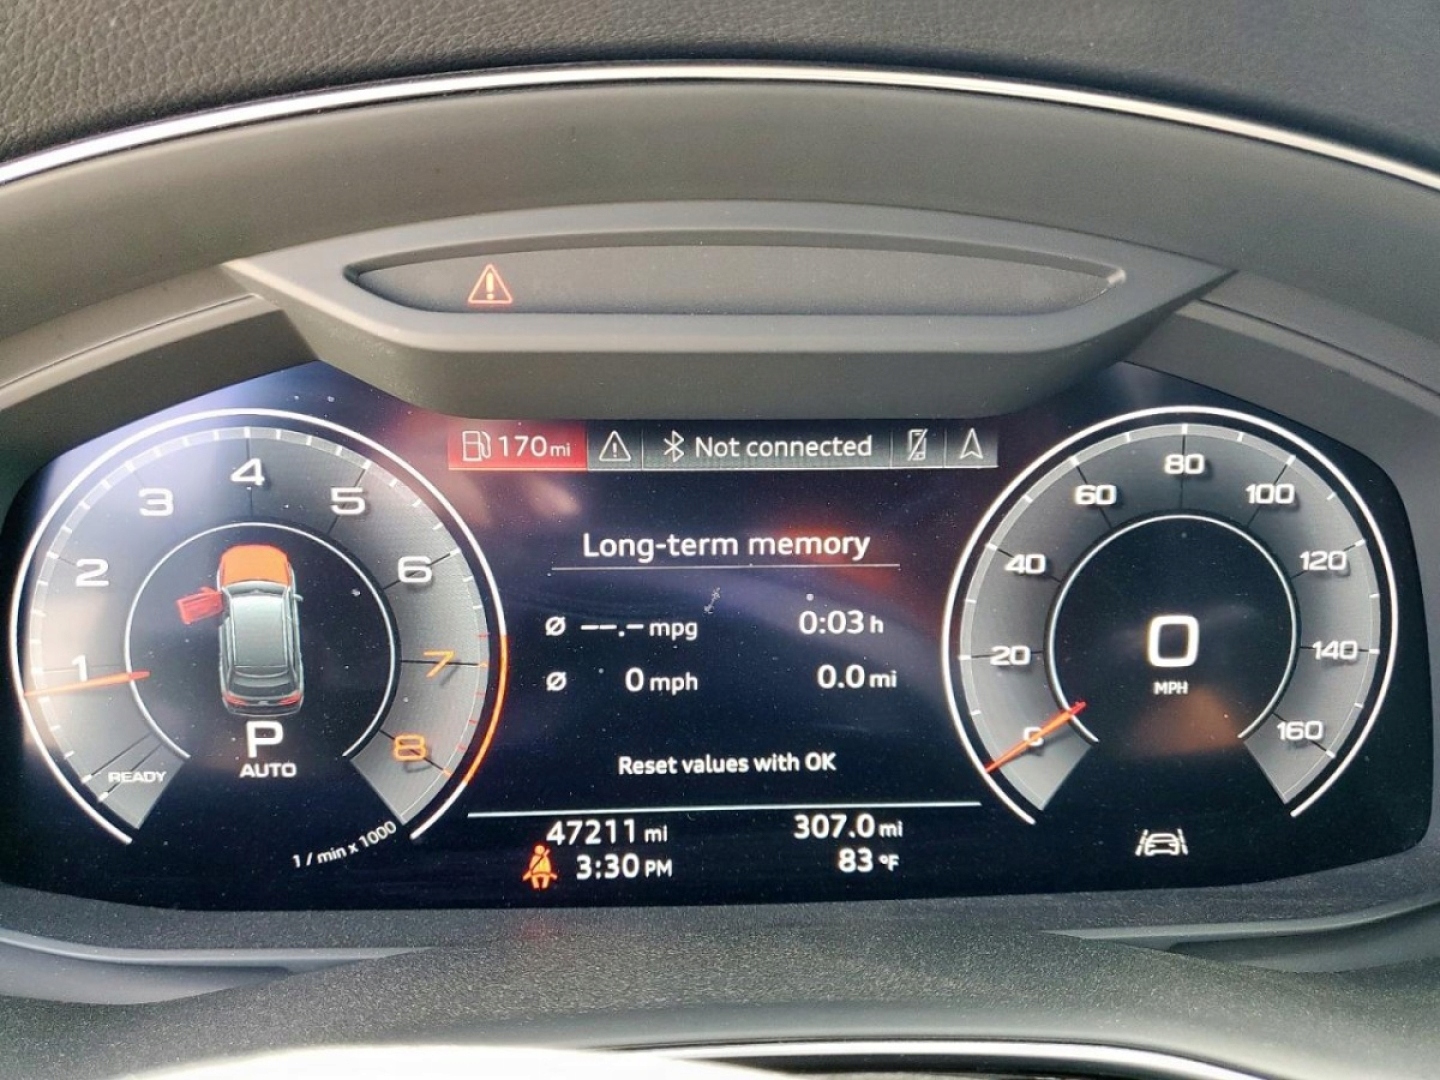 170 mi
Not connected
4
3
5
2
6
1
7
8
READY
1 / min x 1000
P
AUTO
Long-term memory
Ø --.- mpg 0:03 h
Ø 0 mph 0.0 mi
Reset values with OK
47211 mi 307.0 mi
3:30 PM 83 °F
80
60
100
40
120
20
140
0
160
0
MPH